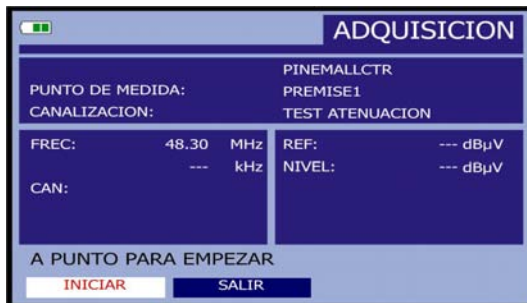 ADQUISICION
PINEMALLCTR
PUNTO DE MEDIDA: PREMISE1
CANALIZACION: TEST ATENUACION
FREC: 48.30 MHz REF: --- dBµV
--- kHz NIVEL: --- dBµV
CAN:
A PUNTO PARA EMPEZAR
INICIAR SALIR